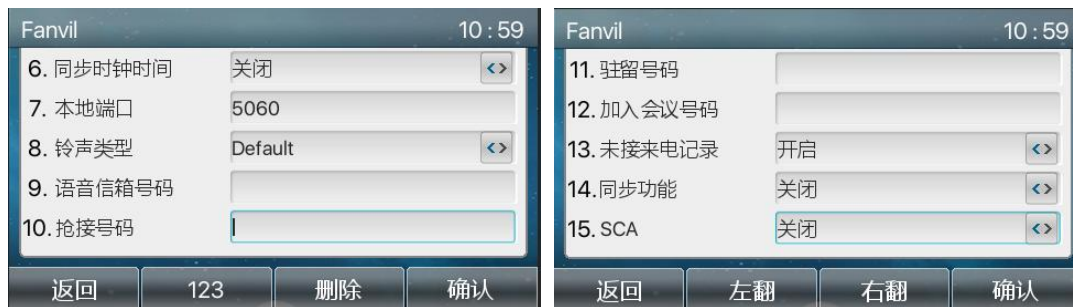 Fanvil 10:59
6. 同步时钟时间 关闭
7. 本地端口 5060
8. 铃声类型 Default
9. 语音信箱号码
10. 抢接号码
返回 123 删除 确认
Fanvil 10:59
11. 驻留号码
12. 加入会议号码
13. 未接来电记录 开启
14.同步功能 关闭
15. SCA 关闭
返回 左翻 右翻 确认